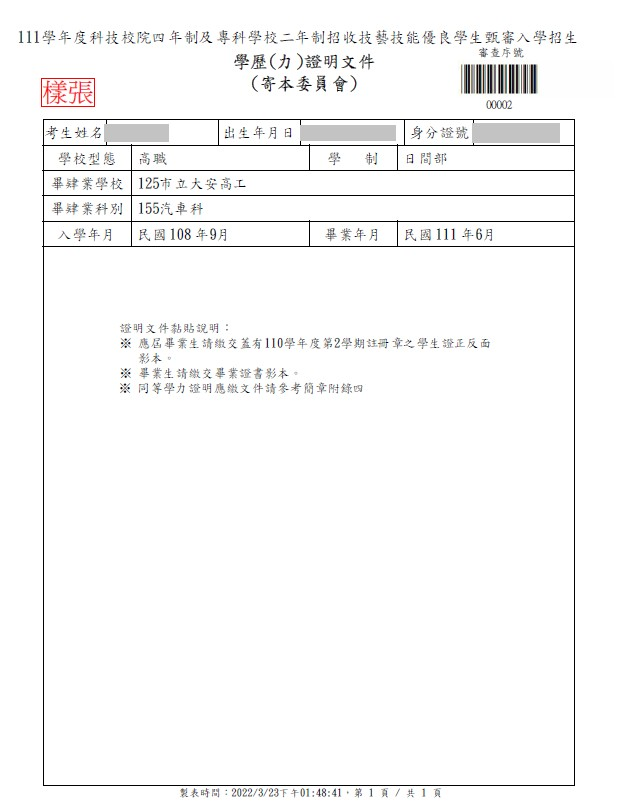 111學年度科技校院四年制及專科學校二年制招收技藝技能優良學生甄審入學招生
學歷(力)證明文件
審查序號
(寄本委員會)
樣張
00002
考生姓名 出生年月日 身分證號
學校型態 高職 學 制 日間部
畢肄業學校 125市立大安高工
畢肄業科別 155汽車科
入學年月 民國 108 年9月 畢業年月 民國 111 年6月
證明文件黏貼說明：
※ 應屆畢業生請繳交蓋有110學年度第2學期註冊章之學生證正反面
影本。
※ 畢業生請繳交畢業證書影本。
※ 同等學力證明應繳文件請參考簡章附錄四
製表時間：2022/3/23下午01:48:41，第 1 頁 / 共 1 頁